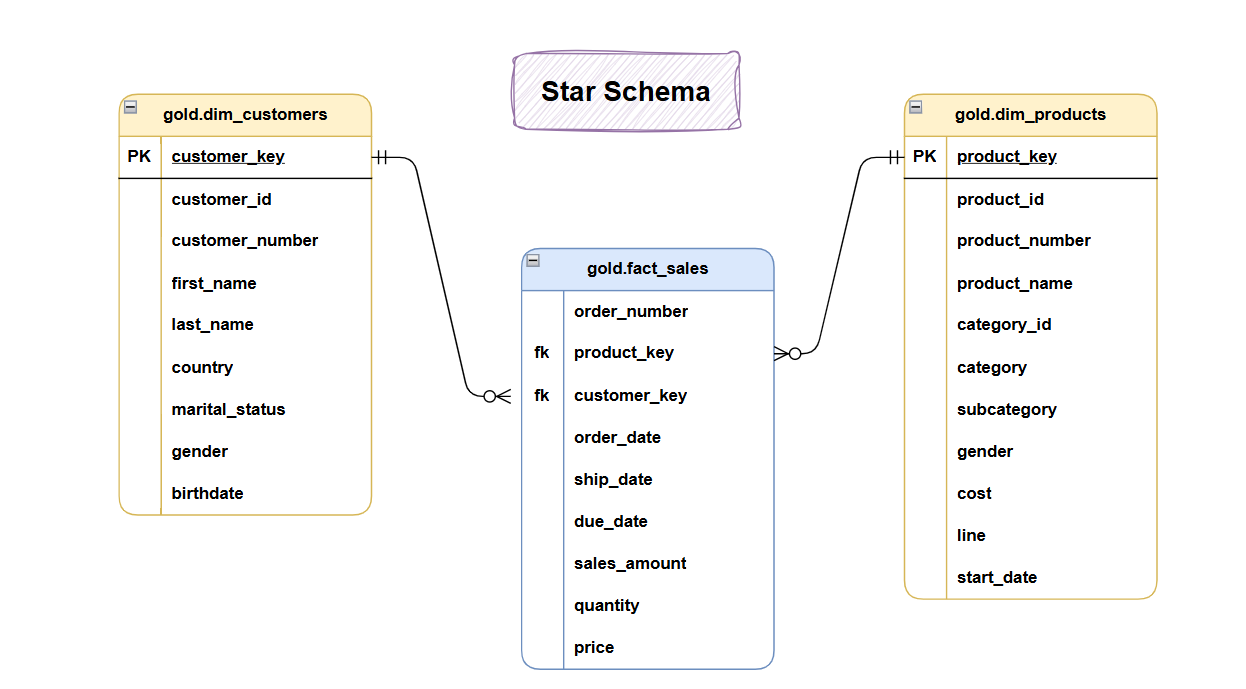 Star Schema
gold.dim_customers
PK customer_key
customer_id
customer_number
first_name
last_name
country
marital_status
gender
birthdate
gold.fact_sales
order_number
fk product_key
fk customer_key
order_date
ship_date
due_date
sales_amount
quantity
price
gold.dim_products
PK product_key
product_id
product_number
product_name
category_id
category
subcategory
gender
cost
line
start_date